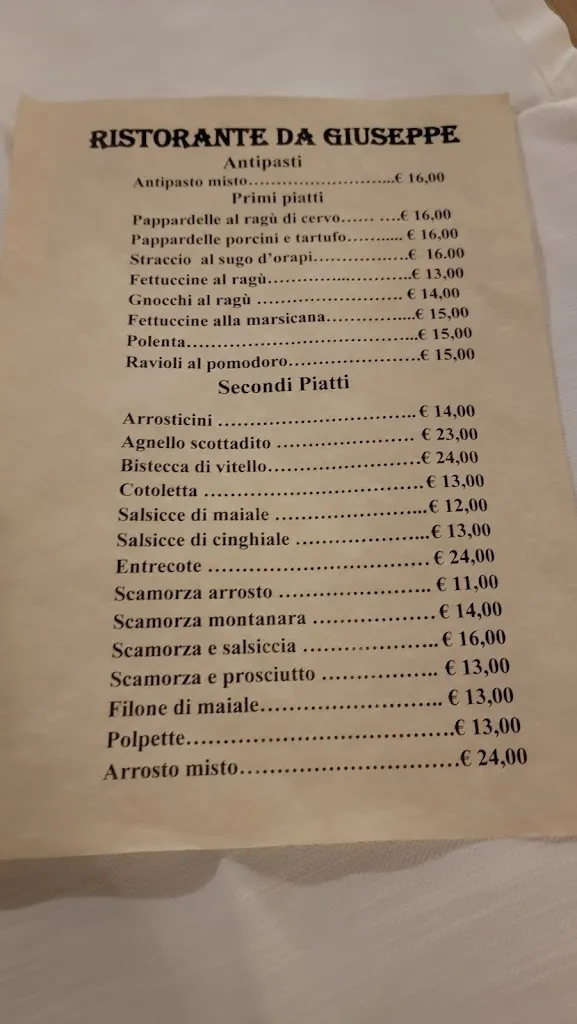 RISTORANTE DA GIUSEPPE
Antipasti
Antipasto misto...........................€ 16,00
Primi piatti
Pappardelle al ragù di cervo...... ....€ 16,00
Pappardelle porcini e tartufo........... € 16,00
Straccio al sugo d'orapi..................€ 16.00
Fettuccine al ragù...........................€ 13,00
Gnocchi al ragù ........................... € 14,00
Fettuccine alla marsicana................€ 15,00
Polenta...........................................€ 15,00
Ravioli al pomodoro.......................€ 15,00
Secondi Piatti
Arrosticini ..................................€ 14,00
Agnello scottadito ....................... € 23,00
Bistecca di vitello..........................€ 24,00
Cotoletta .....................................€ 13,00
Salsicce di maiale .........................€ 12,00
Salsicce di cinghiale ......................€ 13,00
Entrecote .....................................€ 24,00
Scamorza arrosto ......................... € 11,00
Scamorza montanara ....................€ 14,00
Scamorza e salsiccia ......................€ 16,00
Scamorza e prosciutto ................... € 13,00
Filone di maiale............................. € 13,00
Polpette..........................................€ 13,00
Arrosto misto..................................€ 24,00